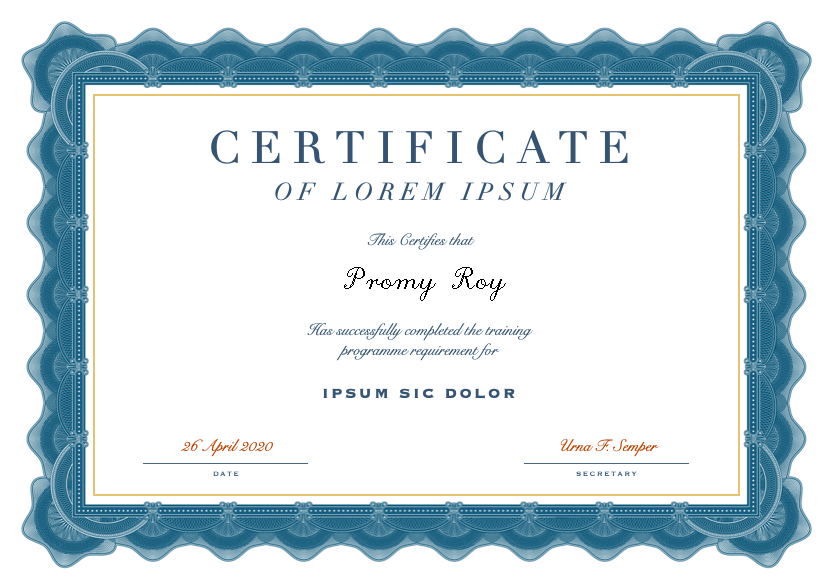 CERTIFICATE
OF LOREM IPSUM
This Certifies that
Promy Roy
Has successfully completed the training
programme requirement for
IPSUM SIC DOLOR
26 April 2020
Urna F. Semper
DATE
SECRETARY